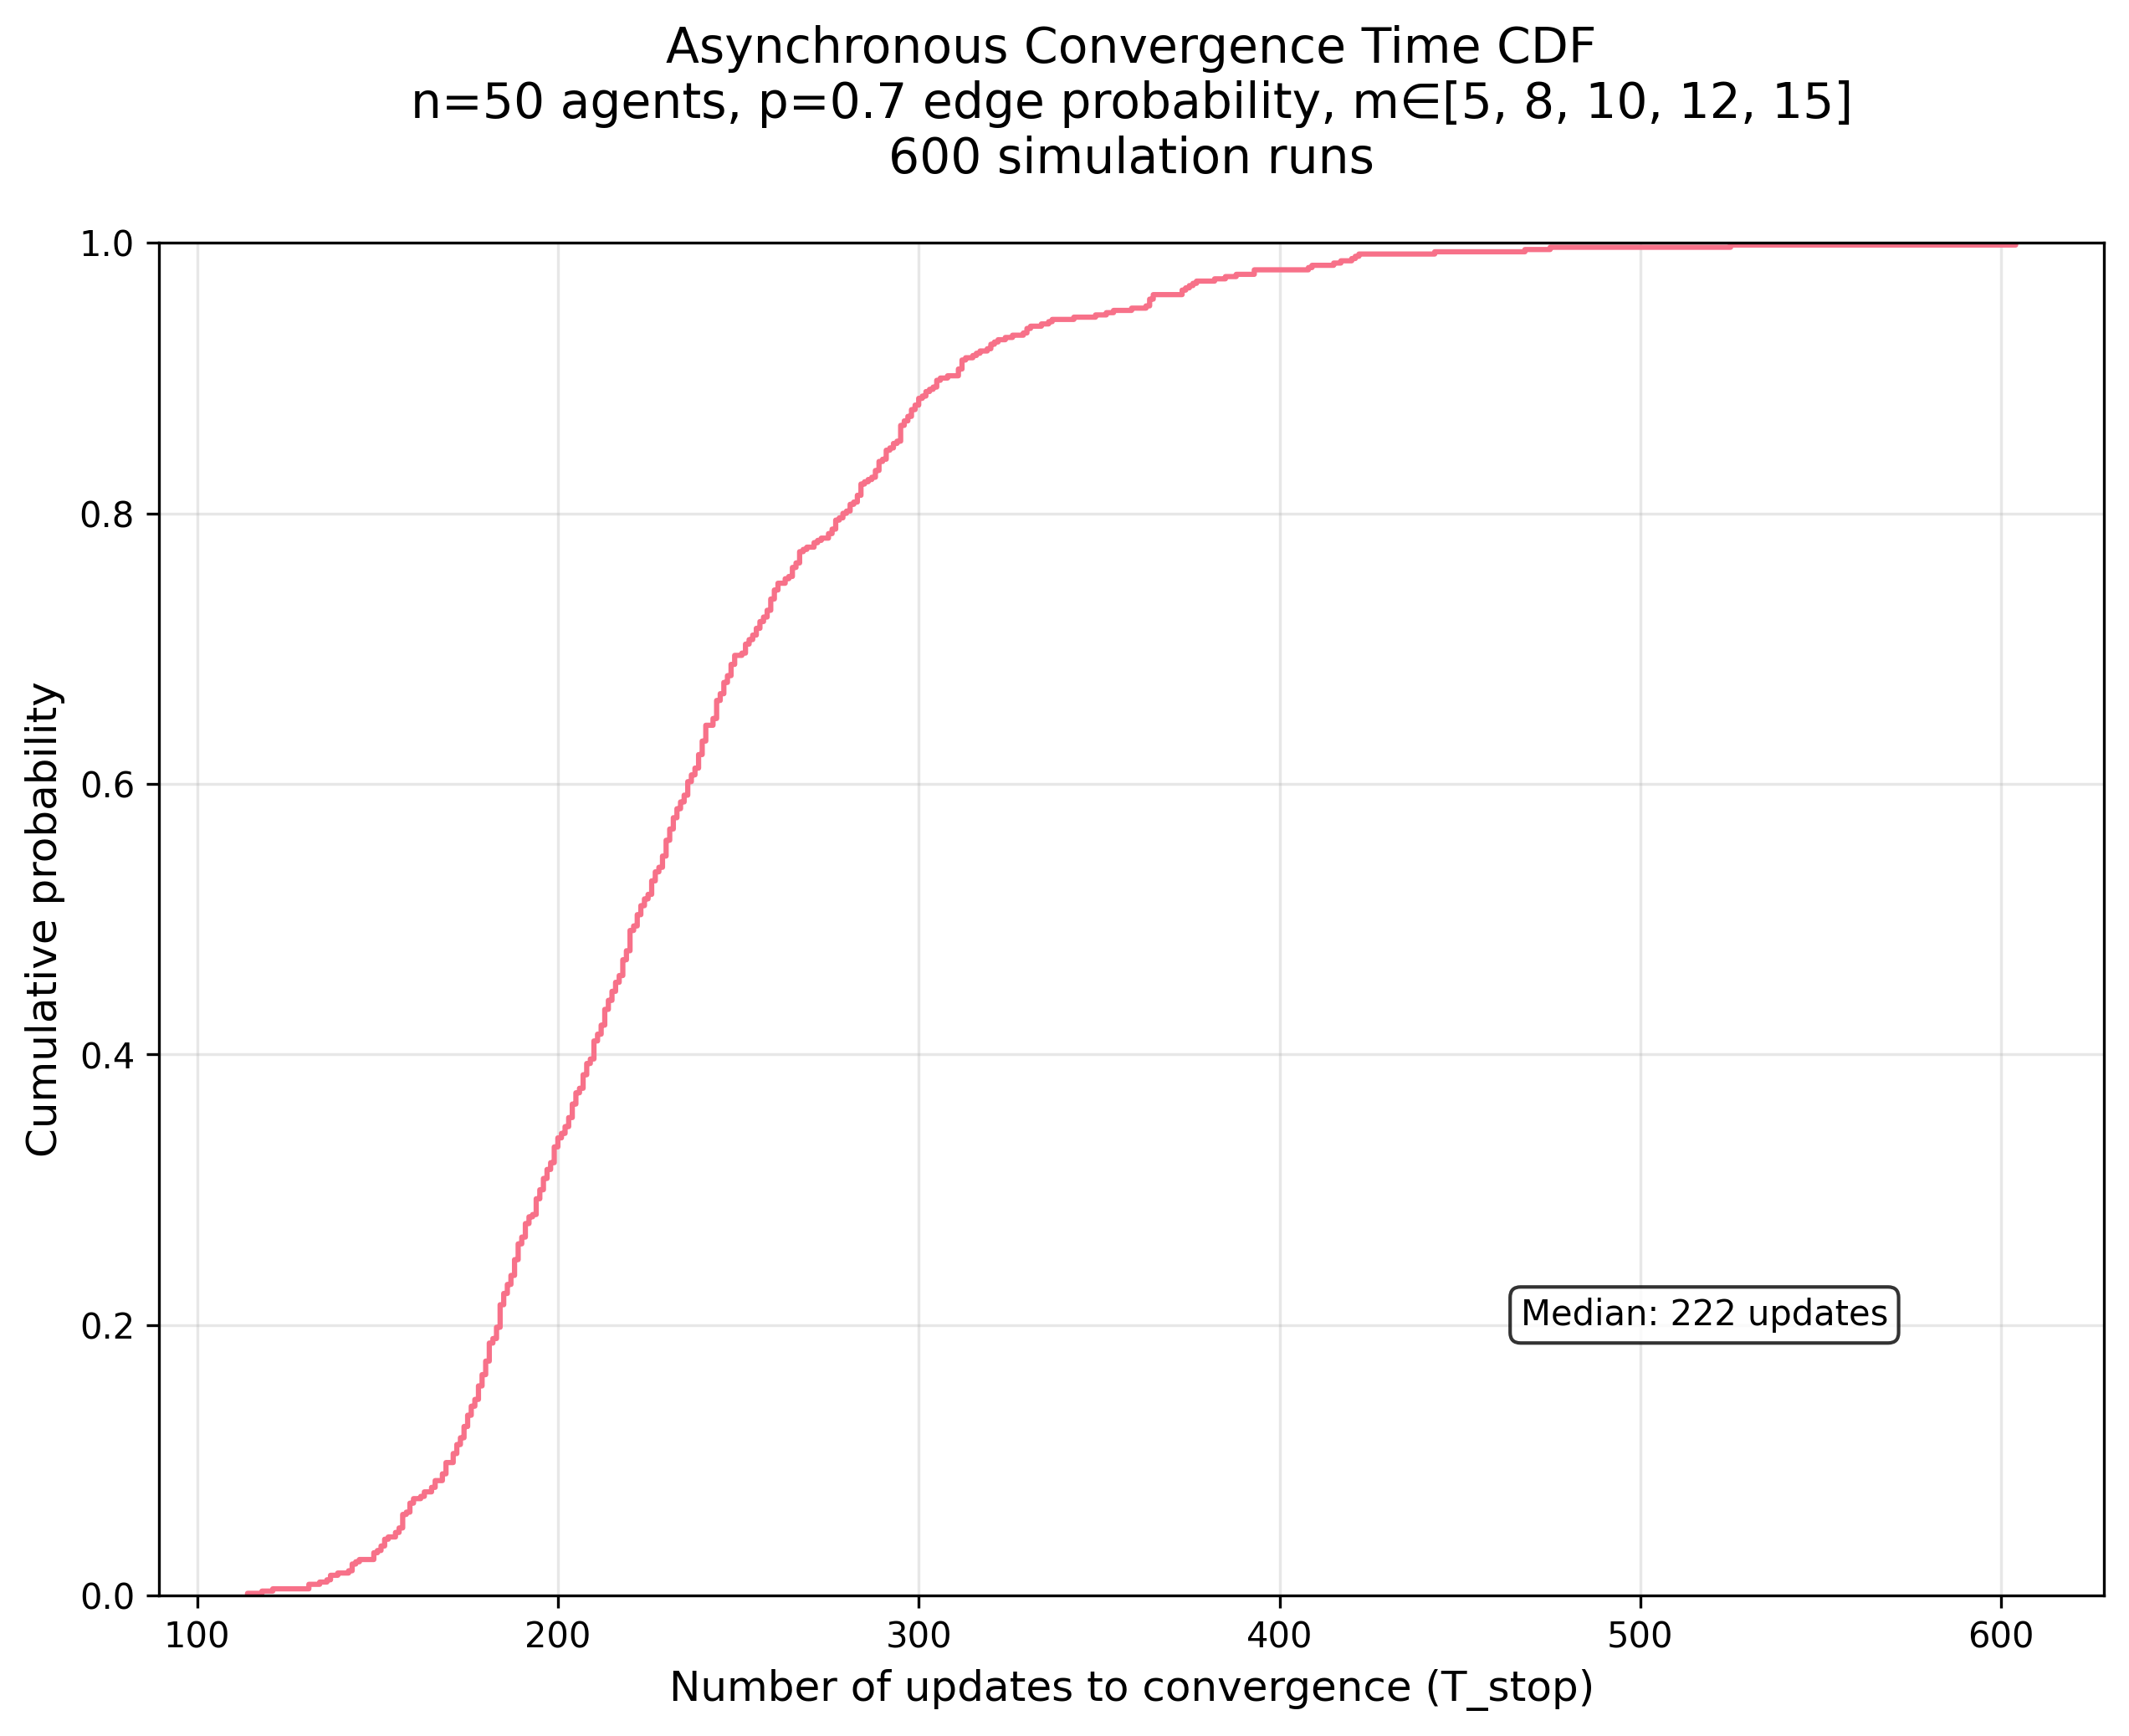 Asynchronous Convergence Time CDF
n=50 agents, p=0.7 edge probability, m∈[5, 8, 10, 12, 15]
600 simulation runs
Cumulative probability
1.0
0.8
0.6
0.4
0.2
0.0
Median: 222 updates
100 200 300 400 500 600
Number of updates to convergence (T_stop)